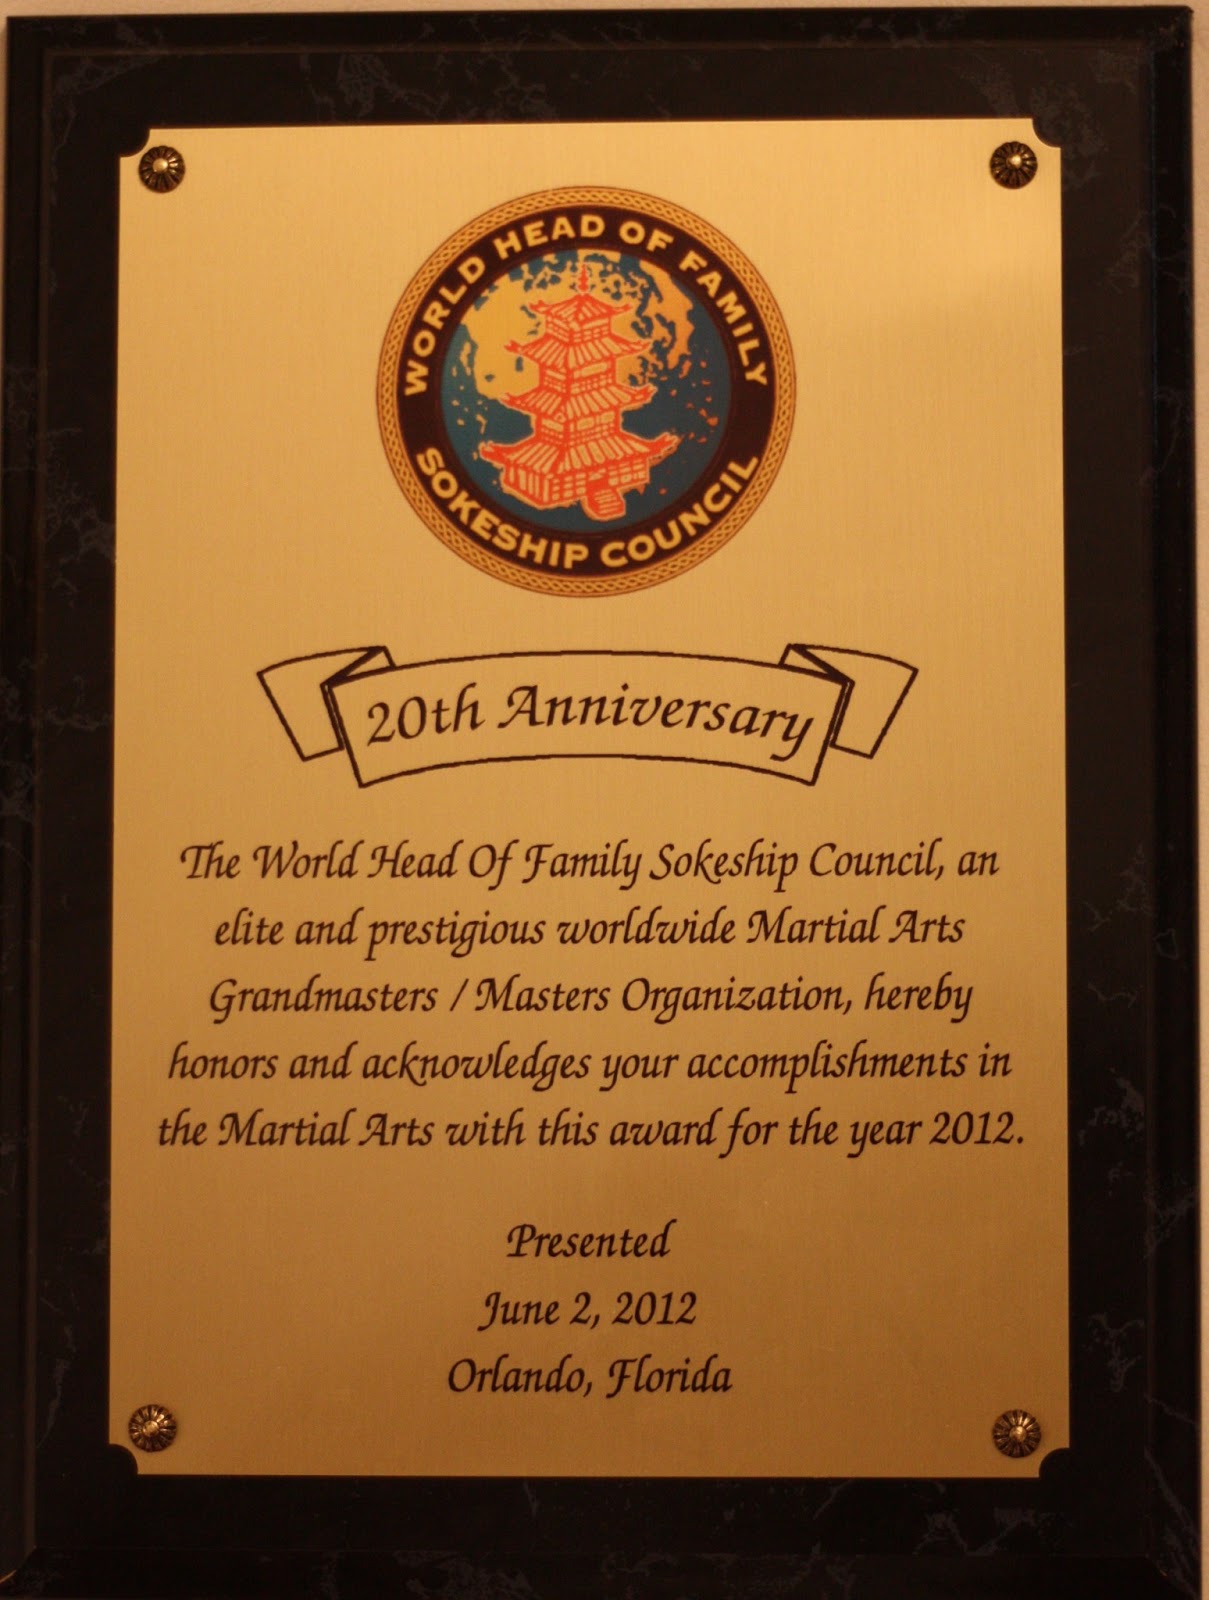 WORLD HEAD OF FAMILY
SOKESHIP COUNCIL
20th Anniversary
The World Head Of Family Sokeship Council, an
elite and prestigious worldwide Martial Arts
Grandmasters / Masters Organization, hereby
honors and acknowledges your accomplishments in
the Martial Arts with this award for the year 2012.
Presented
June 2, 2012
Orlando, Florida